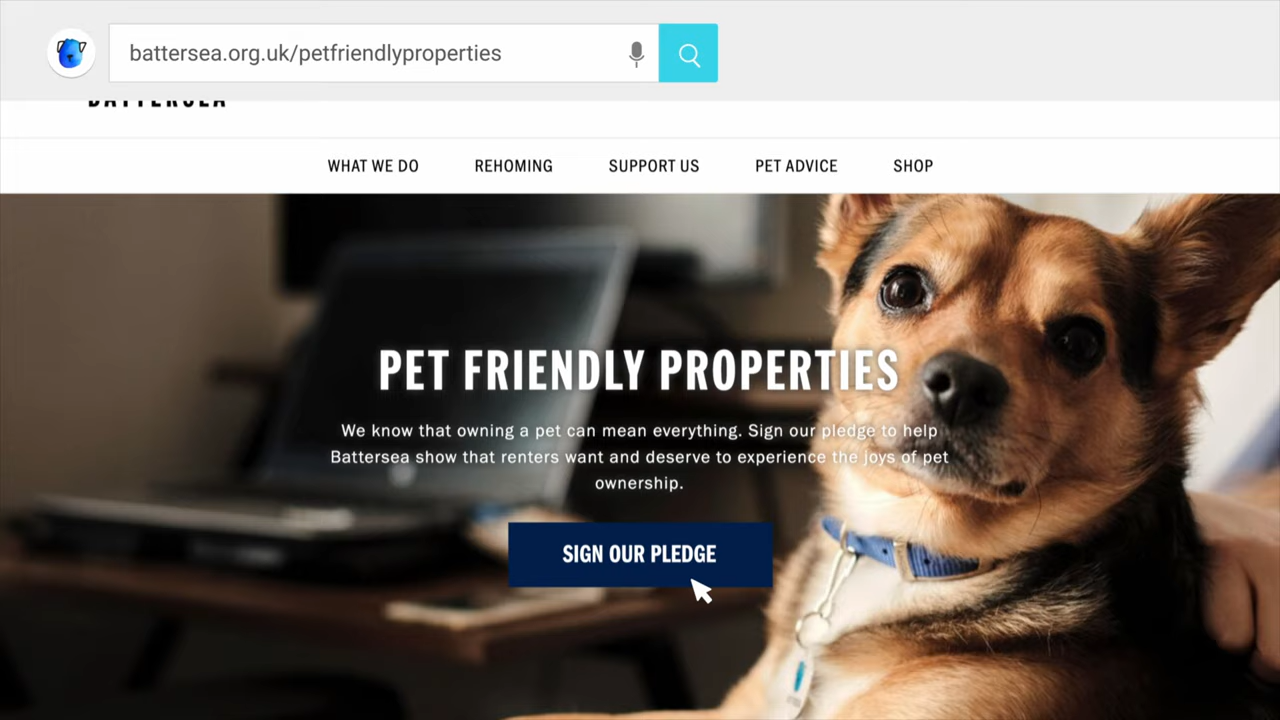 battersea.org.uk/petfriendlyproperties
BATTERSEA
WHAT WE DO REHOMING SUPPORT US PET ADVICE SHOP
PET FRIENDLY PROPERTIES
We know that owning a pet can mean everything. Sign our pledge to help
Battersea show that renters want and deserve to experience the joys of pet
ownership.
SIGN OUR PLEDGE